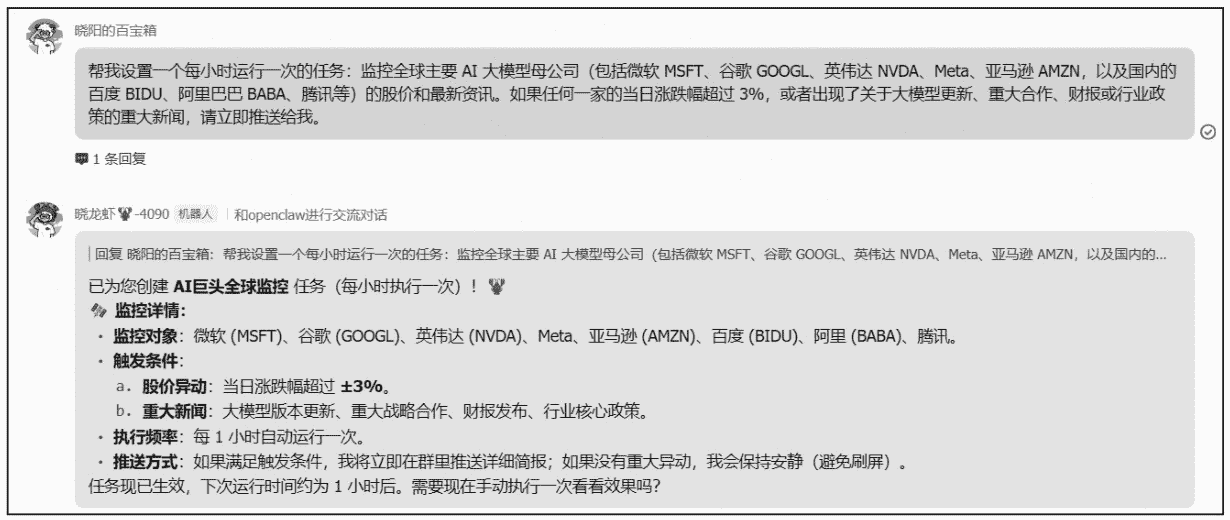 晓阳的百宝箱
帮我设置一个每小时运行一次的任务：监控全球主要 AI 大模型母公司（包括微软 MSFT、谷歌 GOOGL、英伟达 NVDA、Meta、亚马逊 AMZN，以及国内的
百度 BIDU、阿里巴巴 BABA、腾讯等）的股价和最新资讯。如果任何一家的当日涨跌幅超过 3%，或者出现了关于大模型更新、重大合作、财报或行业政
策的重大新闻，请立即推送给我。
1 条回复
晓龙虾🦞-4090 机器人 | 和openclaw进行交流对话
| 回复 晓阳的百宝箱：帮我设置一个每小时运行一次的任务：监控全球主要 AI 大模型母公司（包括微软 MSFT、谷歌 GOOGL、英伟达 NVDA、Meta、亚马逊 AMZN，以及国内的...
已为您创建 AI巨头全球监控 任务（每小时执行一次）！🦞
监控详情：
· 监控对象：微软 (MSFT)、谷歌 (GOOGL)、英伟达 (NVDA)、Meta、亚马逊 (AMZN)、百度 (BIDU)、阿里 (BABA)、腾讯。
· 触发条件：
a. 股价异动：当日涨跌幅超过 ±3%。
b. 重大新闻：大模型版本更新、重大战略合作、财报发布、行业核心政策。
· 执行频率：每 1 小时自动运行一次。
· 推送方式：如果满足触发条件，我将立即在群里推送详细简报；如果没有重大异动，我会保持安静（避免刷屏）。
任务现已生效，下次运行时间约为 1 小时后。需要现在手动执行一次看看效果吗？